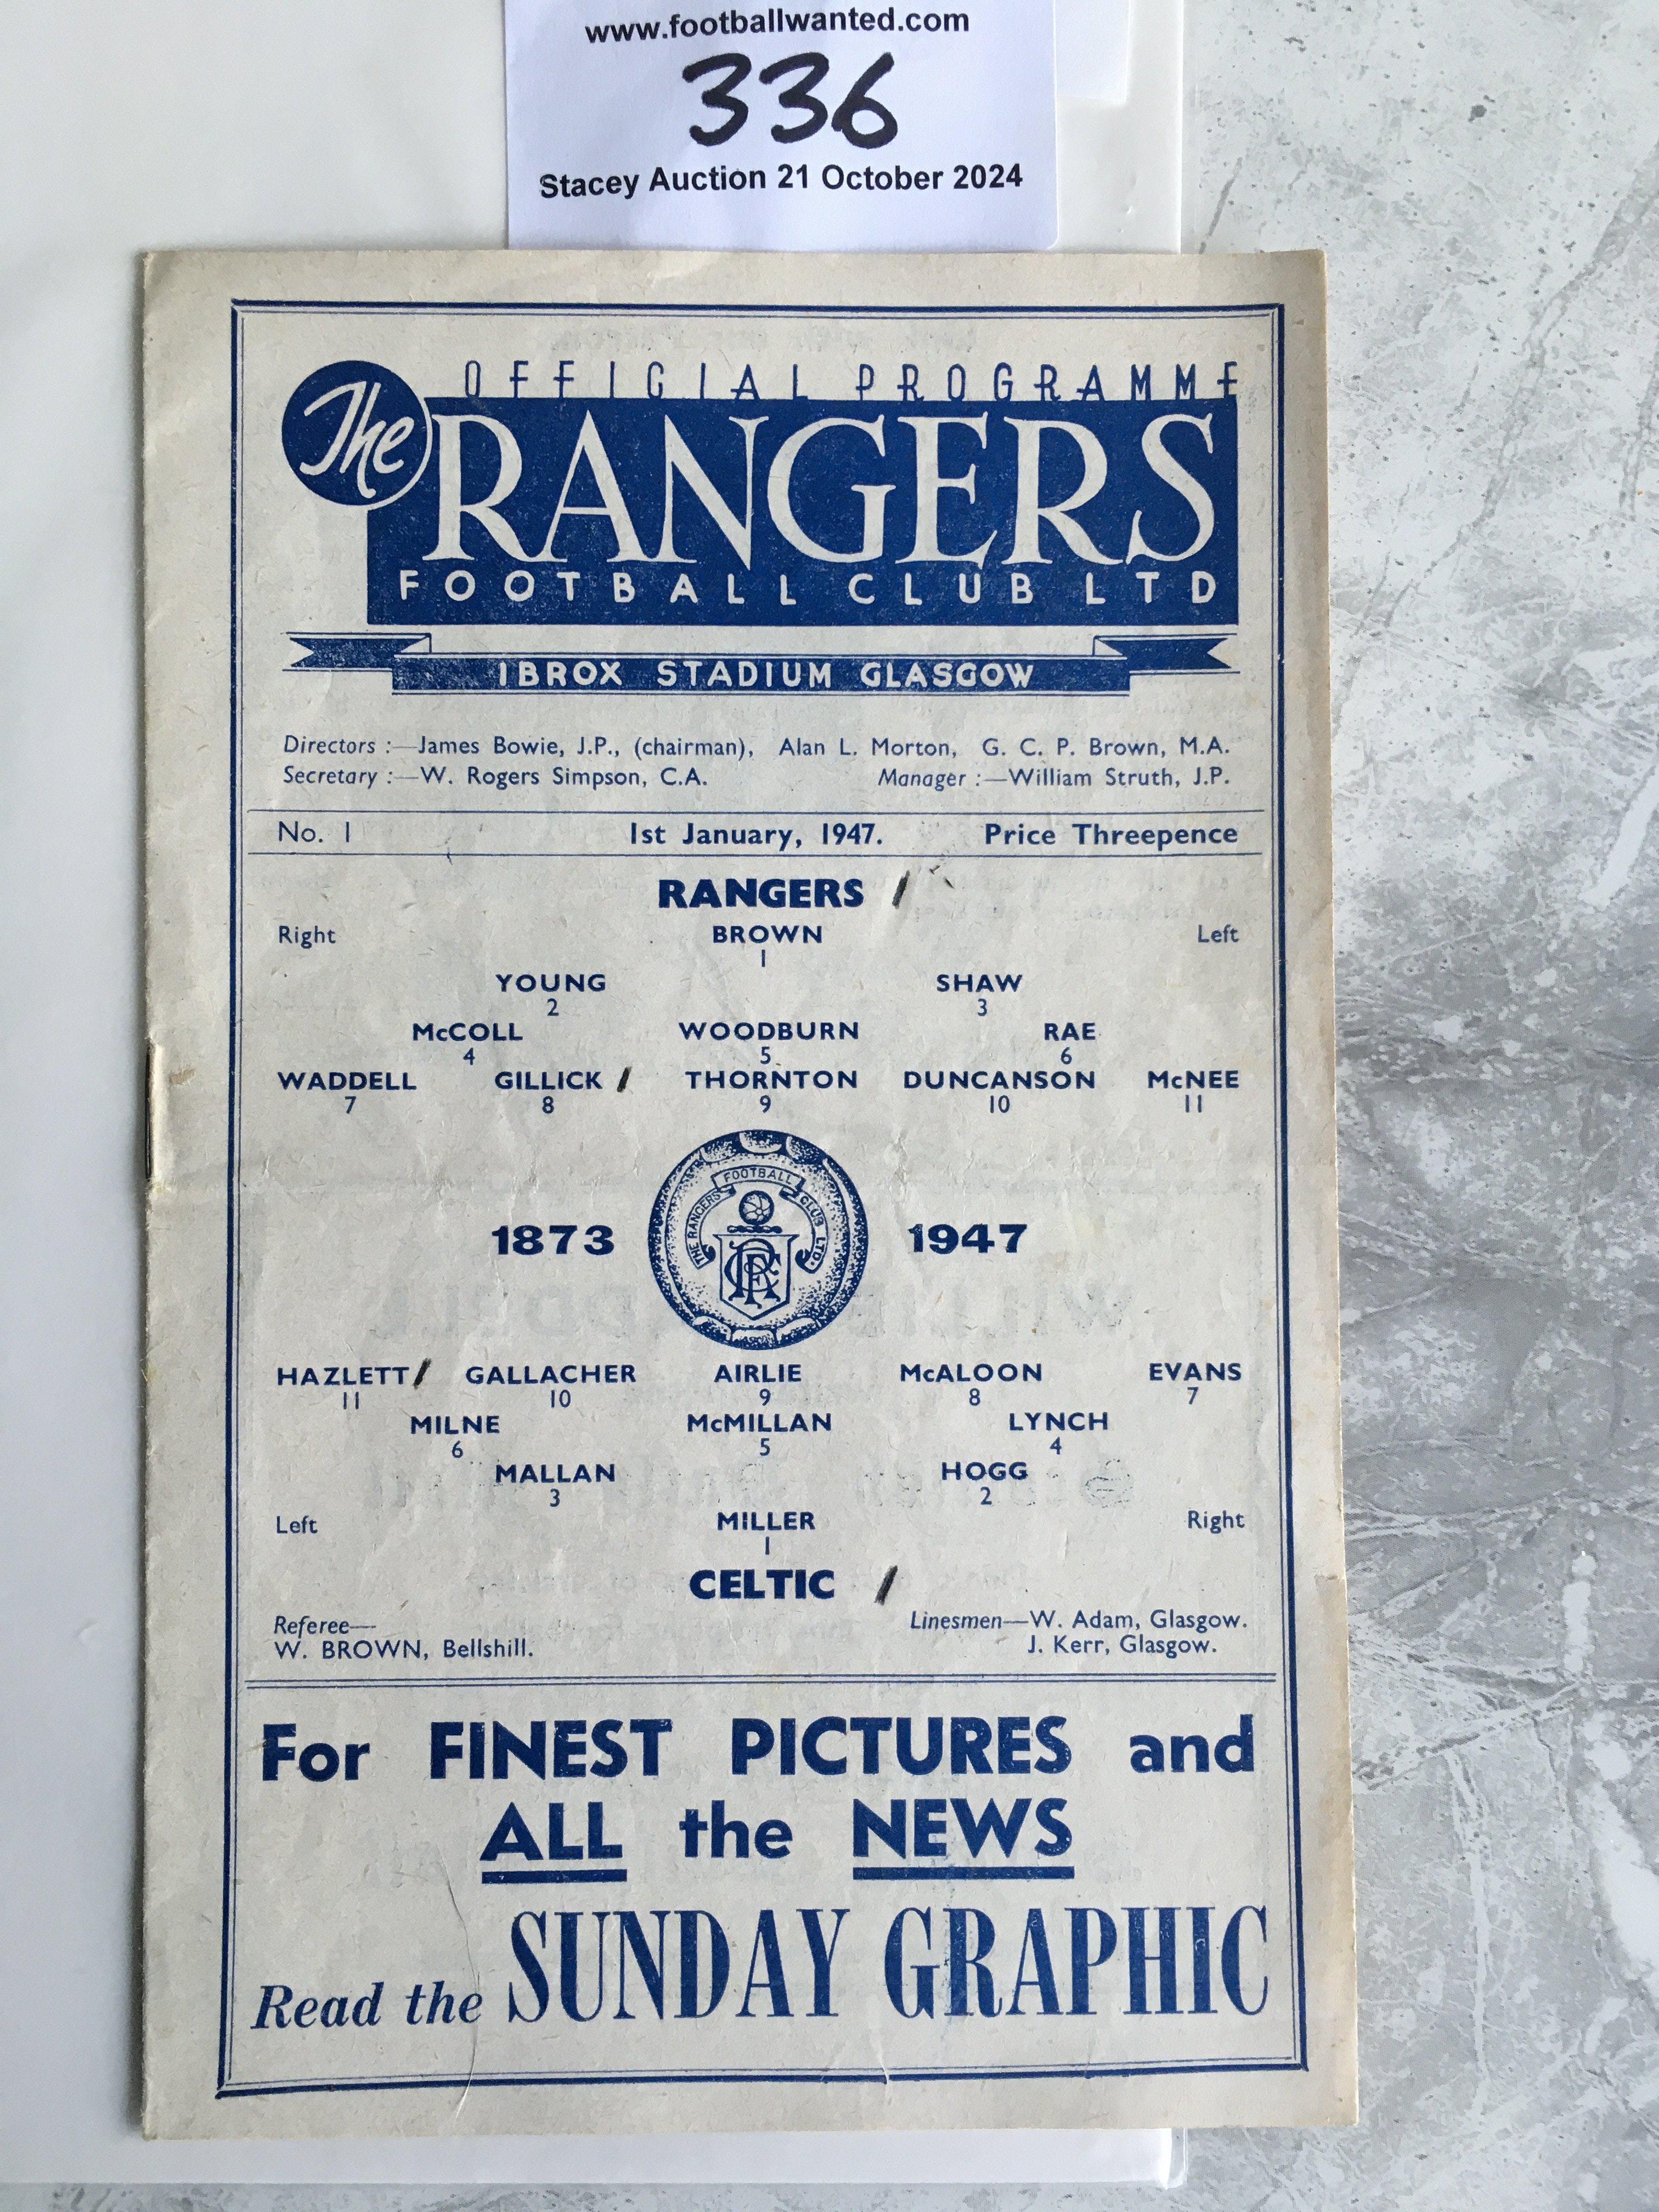 www.footballwanted.com
336
Stacey Auction 21 October 2024
OFFICIAL PROGRAMME
The RANGERS
FOOTBALL CLUB LTD
IBROX STADIUM GLASGOW
Directors :—James Bowie, J.P., (chairman), Alan L. Morton, G. C. P. Brown, M.A.
Secretary :—W. Rogers Simpson, C.A. Manager :—William Struth, J.P.
No. 1 1st January, 1947. Price Threepence
RANGERS /
Right BROWN Left
1
YOUNG SHAW
2 3
McCOLL WOODBURN RAE
4 5 6
WADDELL GILLICK / THORNTON DUNCANSON McNEE
7 8 9 10 11
THE RANGERS FOOTBALL CLUB LTD.
RFC
1873 1947
HAZLETT / GALLACHER AIRLIE McALOON EVANS
11 10 9 8 7
MILNE McMILLAN LYNCH
6 5 4
MALLAN HOGG
3 2
Left MILLER Right
1
CELTIC /
Referee— Linesmen—W. Adam, Glasgow.
W. BROWN, Bellshill. J. Kerr, Glasgow.
For FINEST PICTURES and
ALL the NEWS
Read the SUNDAY GRAPHIC